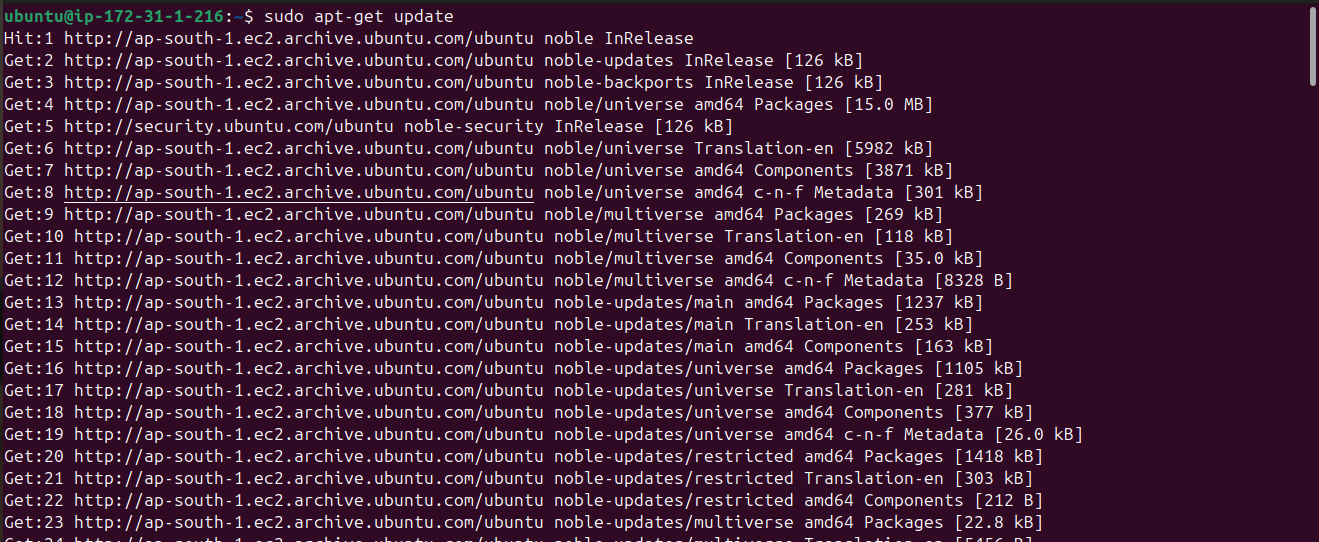 ubuntu@ip-172-31-1-216:~$ sudo apt-get update
Hit:1 http://ap-south-1.ec2.archive.ubuntu.com/ubuntu noble InRelease
Get:2 http://ap-south-1.ec2.archive.ubuntu.com/ubuntu noble-updates InRelease [126 kB]
Get:3 http://ap-south-1.ec2.archive.ubuntu.com/ubuntu noble-backports InRelease [126 kB]
Get:4 http://ap-south-1.ec2.archive.ubuntu.com/ubuntu noble/universe amd64 Packages [15.0 MB]
Get:5 http://security.ubuntu.com/ubuntu noble-security InRelease [126 kB]
Get:6 http://ap-south-1.ec2.archive.ubuntu.com/ubuntu noble/universe Translation-en [5982 kB]
Get:7 http://ap-south-1.ec2.archive.ubuntu.com/ubuntu noble/universe amd64 Components [3871 kB]
Get:8 http://ap-south-1.ec2.archive.ubuntu.com/ubuntu noble/universe amd64 c-n-f Metadata [301 kB]
Get:9 http://ap-south-1.ec2.archive.ubuntu.com/ubuntu noble/multiverse amd64 Packages [269 kB]
Get:10 http://ap-south-1.ec2.archive.ubuntu.com/ubuntu noble/multiverse Translation-en [118 kB]
Get:11 http://ap-south-1.ec2.archive.ubuntu.com/ubuntu noble/multiverse amd64 Components [35.0 kB]
Get:12 http://ap-south-1.ec2.archive.ubuntu.com/ubuntu noble/multiverse amd64 c-n-f Metadata [8328 B]
Get:13 http://ap-south-1.ec2.archive.ubuntu.com/ubuntu noble-updates/main amd64 Packages [1237 kB]
Get:14 http://ap-south-1.ec2.archive.ubuntu.com/ubuntu noble-updates/main Translation-en [253 kB]
Get:15 http://ap-south-1.ec2.archive.ubuntu.com/ubuntu noble-updates/main amd64 Components [163 kB]
Get:16 http://ap-south-1.ec2.archive.ubuntu.com/ubuntu noble-updates/universe amd64 Packages [1105 kB]
Get:17 http://ap-south-1.ec2.archive.ubuntu.com/ubuntu noble-updates/universe Translation-en [281 kB]
Get:18 http://ap-south-1.ec2.archive.ubuntu.com/ubuntu noble-updates/universe amd64 Components [377 kB]
Get:19 http://ap-south-1.ec2.archive.ubuntu.com/ubuntu noble-updates/universe amd64 c-n-f Metadata [26.0 kB]
Get:20 http://ap-south-1.ec2.archive.ubuntu.com/ubuntu noble-updates/restricted amd64 Packages [1418 kB]
Get:21 http://ap-south-1.ec2.archive.ubuntu.com/ubuntu noble-updates/restricted Translation-en [303 kB]
Get:22 http://ap-south-1.ec2.archive.ubuntu.com/ubuntu noble-updates/restricted amd64 Components [212 B]
Get:23 http://ap-south-1.ec2.archive.ubuntu.com/ubuntu noble-updates/multiverse amd64 Packages [22.8 kB]